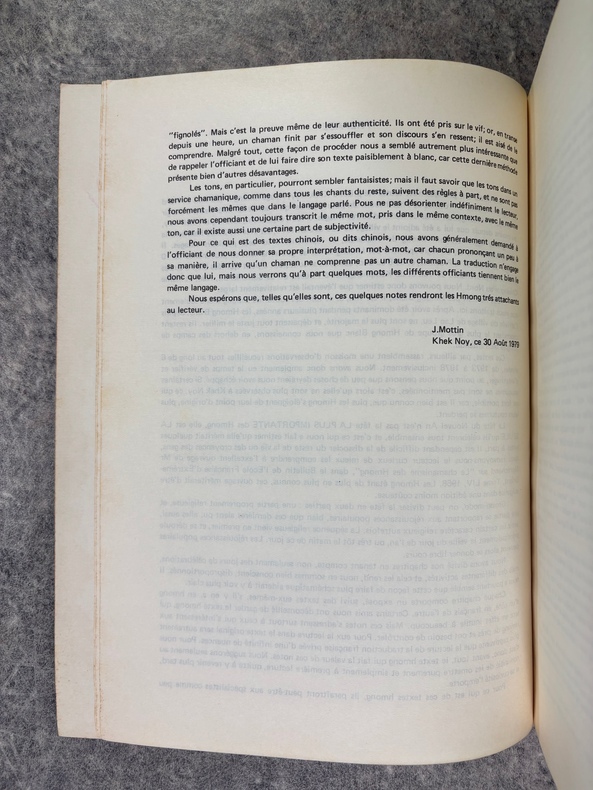 "fignolés". Mais c'est la preuve même de leur authenticité. Ils ont été pris sur le vif; or, en transe
depuis une heure, un chaman finit par s'essouffler et son discours s'en ressent; il est aisé de le
comprendre. Malgré tout, cette façon de procéder nous a semblé autrement plus intéressante que
de rappeler l'officiant et de lui faire dire son texte paisiblement à blanc, car cette dernière méthode
présente bien d'autres désavantages.
Les tons, en particulier, pourront sembler fantaisistes; mais il faut savoir que les tons dans un
service chamanique, comme dans tous les chants du reste, suivent des règles à part, et ne sont pas
forcément les mêmes que dans le langage parlé. Pour ne pas désorienter indéfiniment le lecteur,
nous avons cependant toujours transcrit le même mot, pris dans le même contexte, avec le même
ton, car il existe aussi une certaine part de subjectivité.
Pour ce qui est des textes chinois, ou dits chinois, nous avons généralement demandé à
l'officiant de nous donner sa propre interprétation, mot-à-mot, car chacun prononçant un peu à
sa manière, il arrive qu'un chaman ne comprenne pas un autre chaman. La traduction n'engage
donc que lui, mais nous verrons qu'à part quelques mots, les différents officiants tiennent bien le
même langage.
Nous espérons que, telles qu'elles sont, ces quelques notes rendront les Hmong trés attachants
au lecteur.
J.Mottin
Khek Noy, ce 30 Août 1979